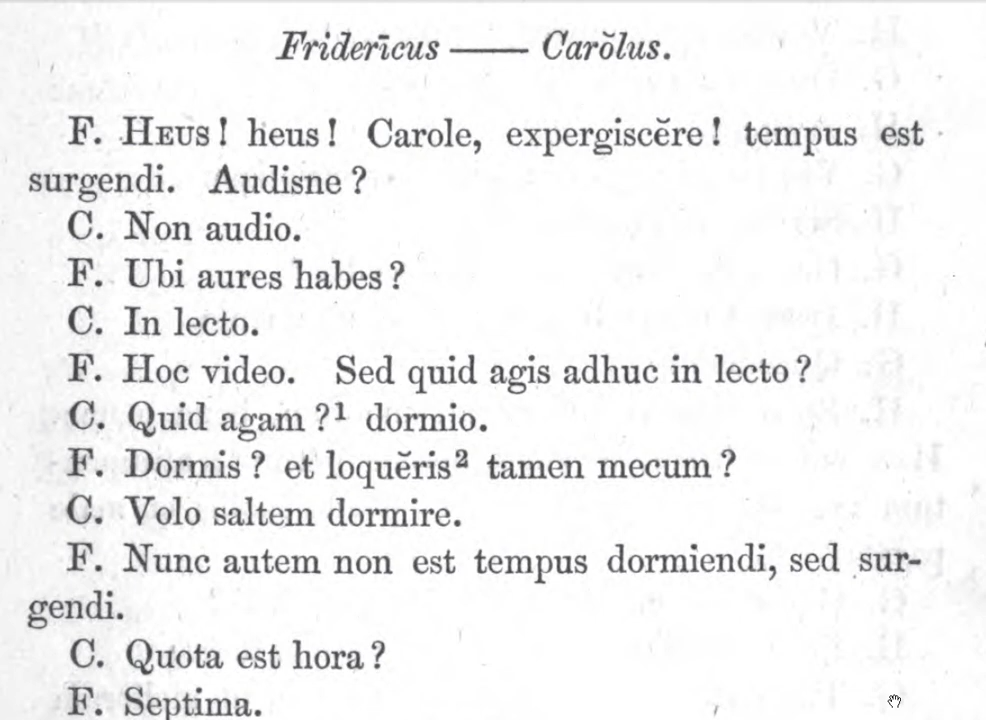 Friderīcus —— Carŏlus.
F. HEUS! heus! Carole, expergiscĕre! tempus est
surgendi. Audisne?
C. Non audio.
F. Ubi aures habes?
C. In lecto.
F. Hoc video. Sed quid agis adhuc in lecto?
C. Quid agam?¹ dormio.
F. Dormis? et loquĕris² tamen mecum?
C. Volo saltem dormire.
F. Nunc autem non est tempus dormiendi, sed sur-
gendi.
C. Quota est hora?
F. Septima.